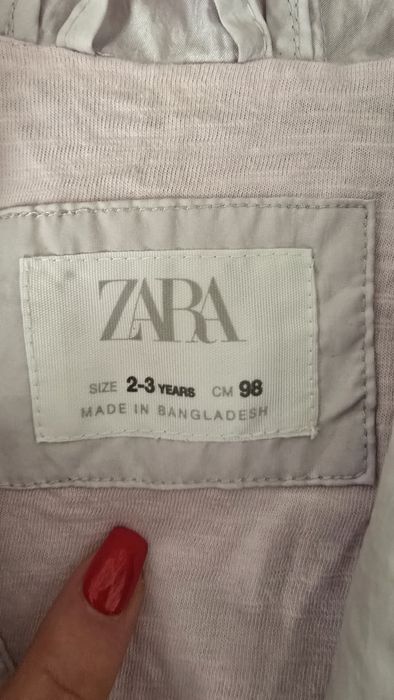 ZARA
SIZE 2-3 YEARS CM 98
MADE IN BANGLADESH